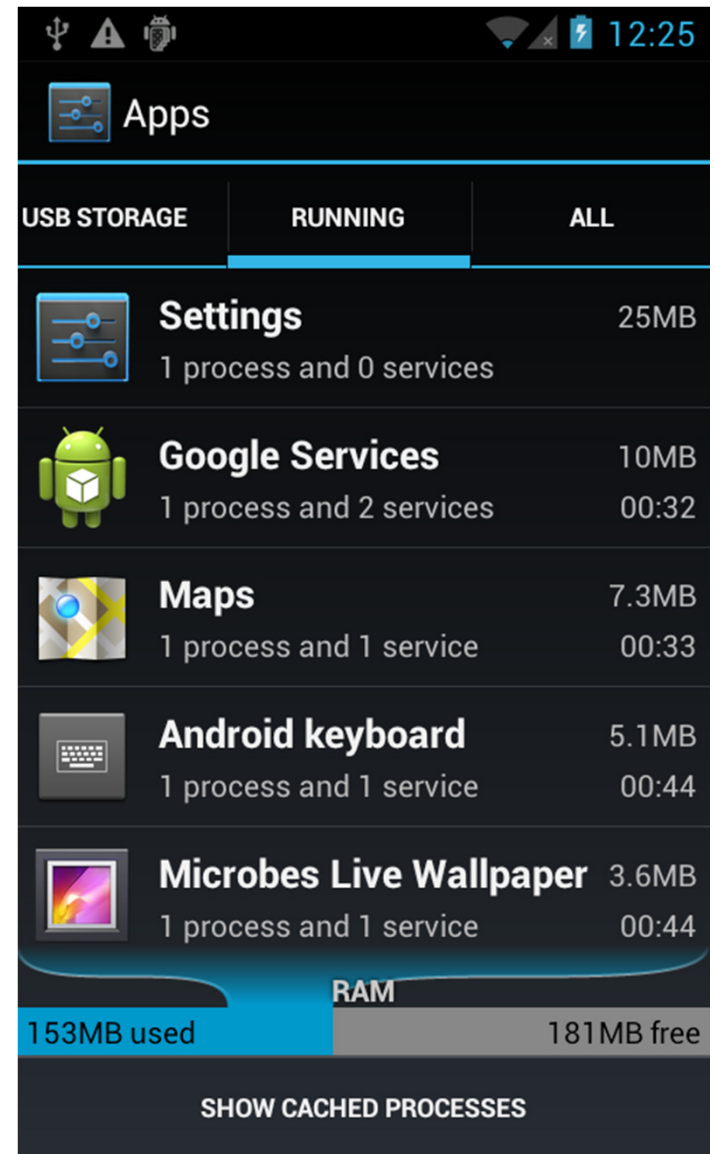 12:25
Apps
USB STORAGE RUNNING ALL
Settings 25MB
1 process and 0 services
Google Services 10MB
1 process and 2 services 00:32
Maps 7.3MB
1 process and 1 service 00:33
Android keyboard 5.1MB
1 process and 1 service 00:44
Microbes Live Wallpaper 3.6MB
1 process and 1 service 00:44
RAM
153MB used 181MB free
SHOW CACHED PROCESSES